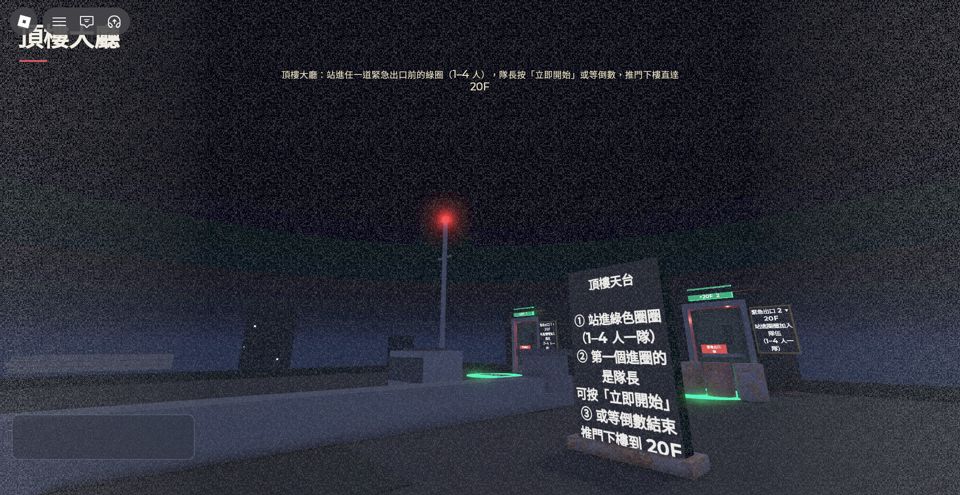 頂樓大廳
頂樓大廳：站進任一道緊急出口前的綠圈（1–4 人），隊長按「立即開始」或等倒數，推門下樓直達
20F
頂樓天台
① 站進綠色圈圈
（1–4 人一隊）
② 第一個進圈的
是隊長
可按「立即開始」
③ 或等倒數結束
推門下樓到 20F
緊急出口 2
20F
站進圈圈加入
隊伍
（1–4 人一
隊）